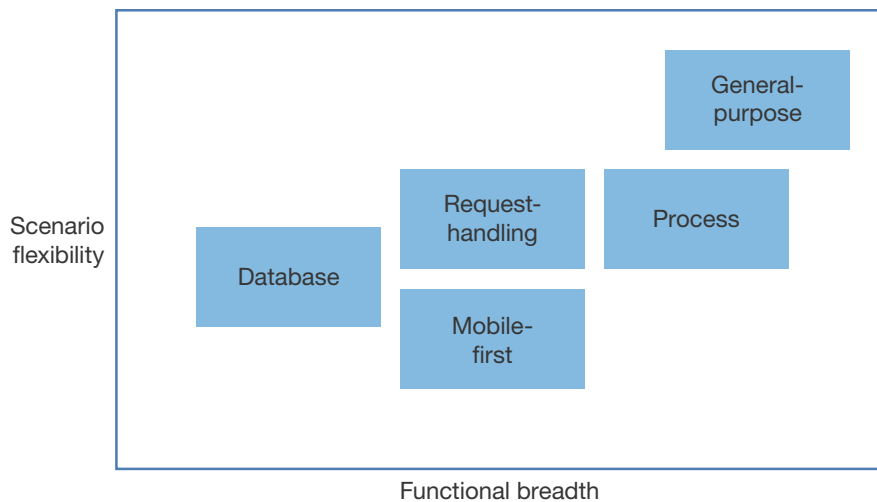 General-
purpose
Request-
handling
Process
Scenario
flexibility
Database
Mobile-
first
Functional breadth